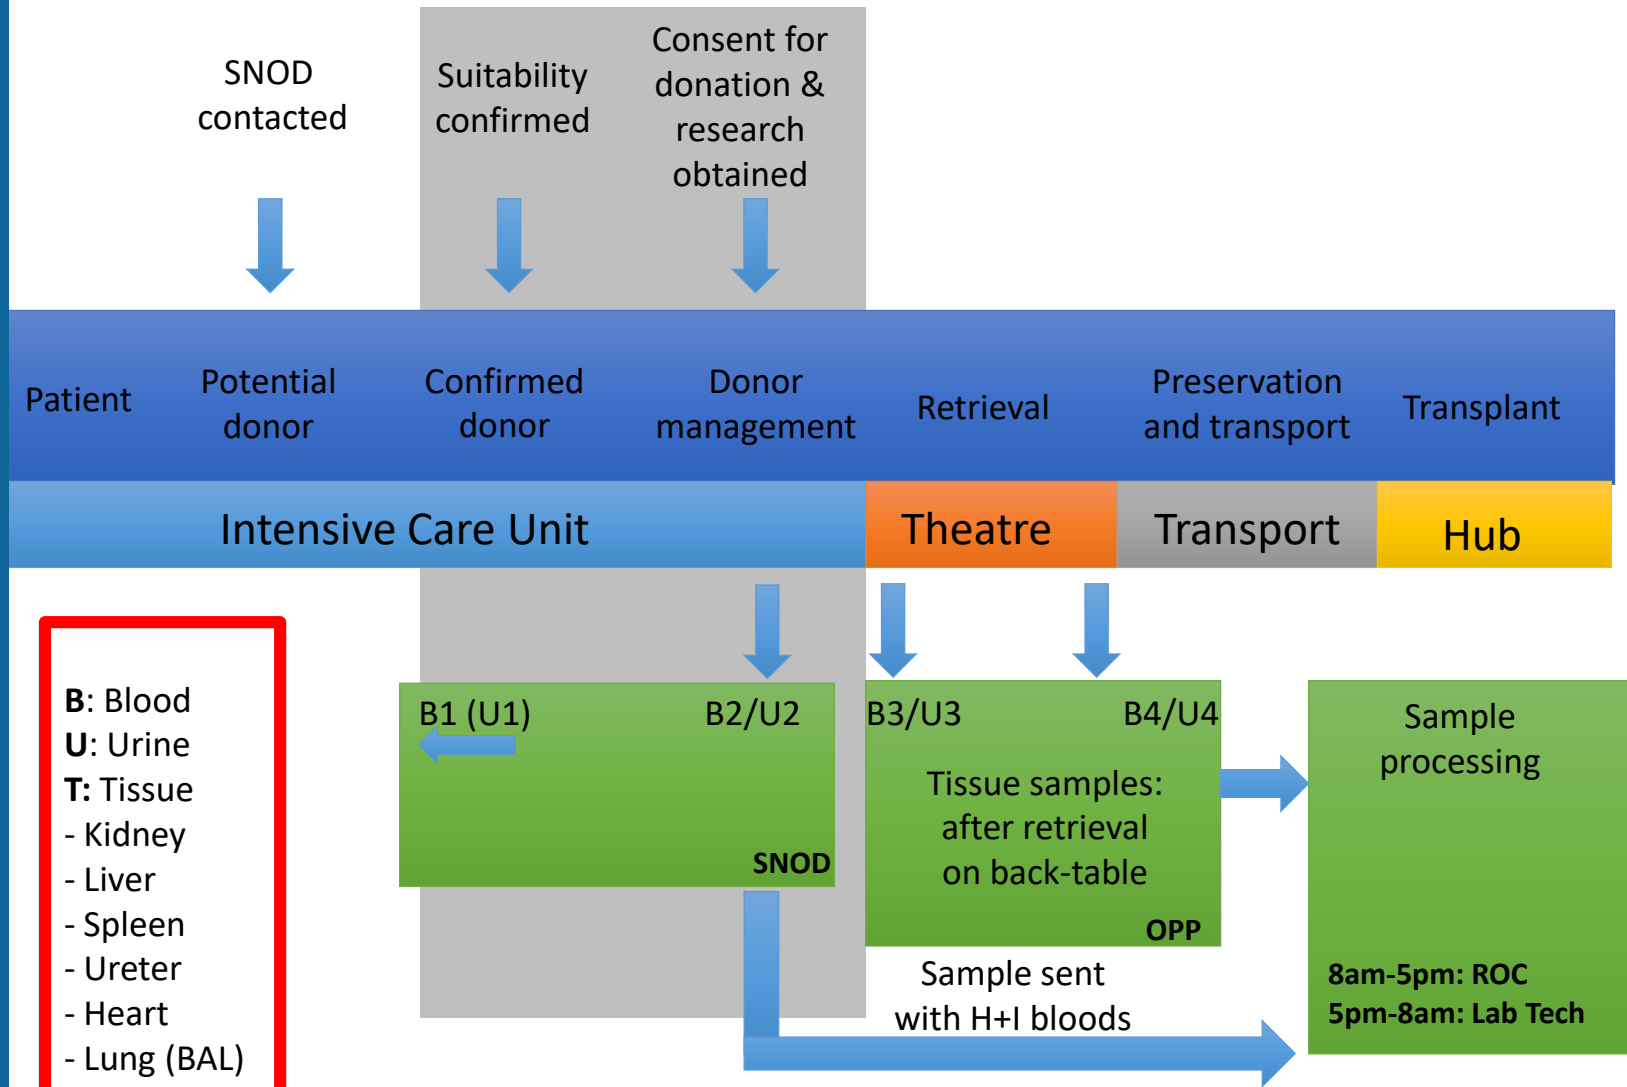 SNOD
contacted
Suitability
confirmed
Consent for
donation &
research
obtained
Patient
Potential
donor
Confirmed
donor
Donor
management
Retrieval
Preservation
and transport
Transplant
Intensive Care Unit
Theatre
Transport
Hub
B: Blood
U: Urine
T: Tissue
- Kidney
- Liver
- Spleen
- Ureter
- Heart
- Lung (BAL)
B1 (U1)
B2/U2
SNOD
B3/U3
B4/U4
Tissue samples:
after retrieval
on back-table
OPP
Sample sent
with H+I bloods
Sample
processing
8am-5pm: ROC
5pm-8am: Lab Tech